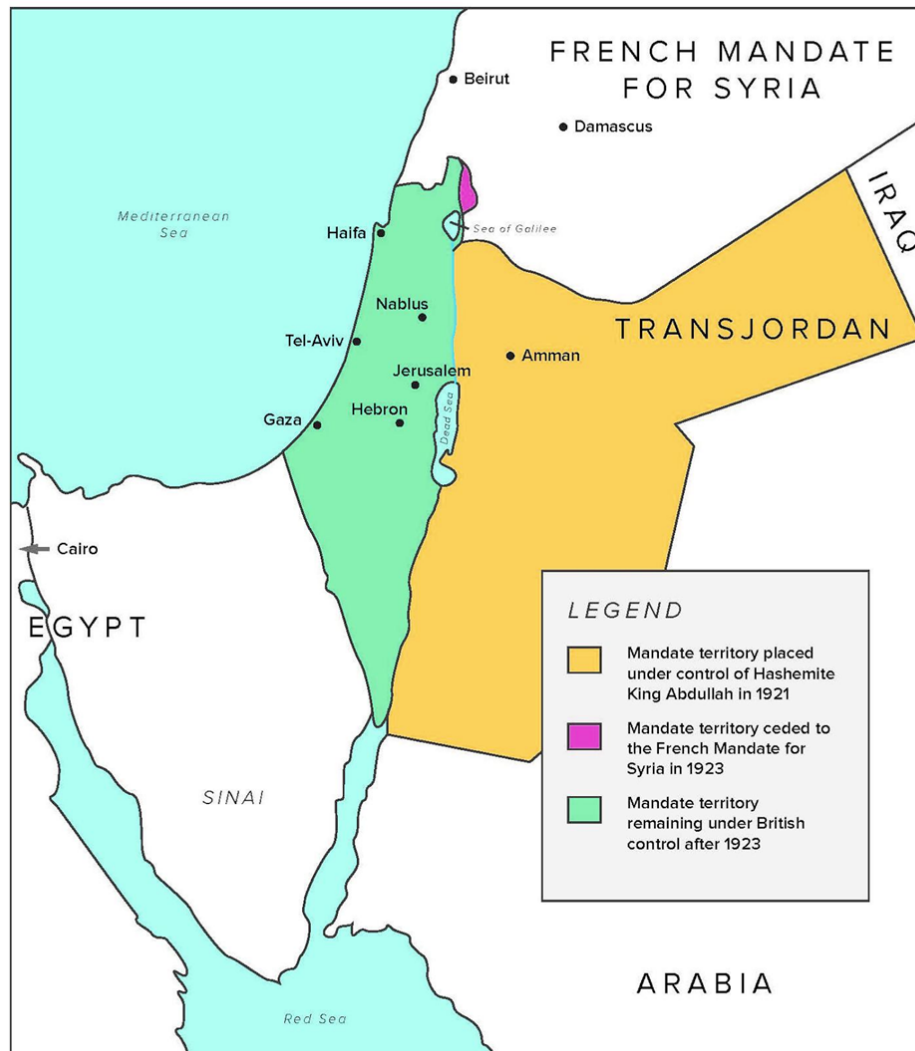 FRENCH MANDATE
FOR SYRIA
Beirut
Damascus
IRAQ
Mediterranean
Sea
Haifa
Sea of Galilee
Nablus
TRANSJORDAN
Tel-Aviv
Amman
Jerusalem
Hebron
Gaza
Dead Sea
Cairo
EGYPT
LEGEND
Mandate territory placed
under control of Hashemite
King Abdullah in 1921
Mandate territory ceded to
the French Mandate for
Syria in 1923
Mandate territory
remaining under British
control after 1923
SINAI
ARABIA
Red Sea